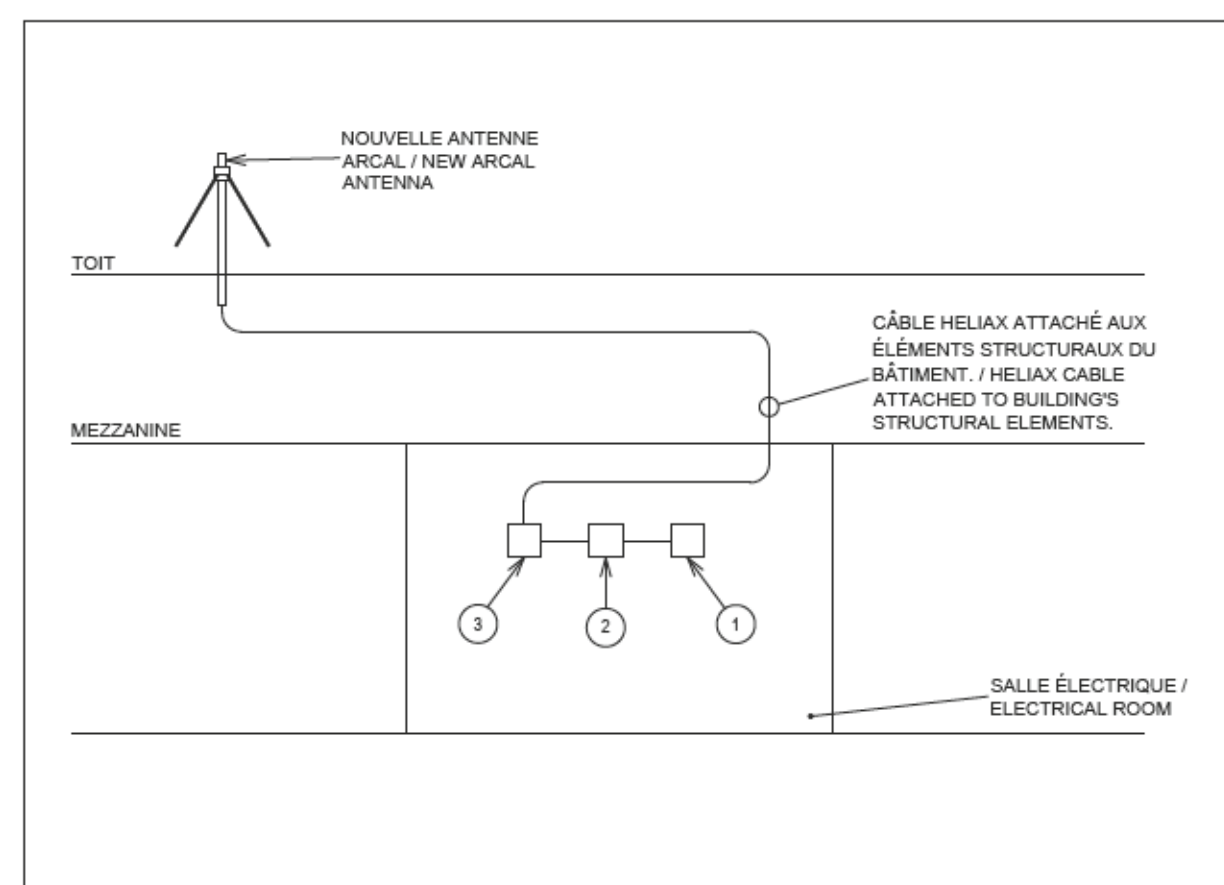 NOUVELLE ANTENNE
ARCAL / NEW ARCAL
ANTENNA
TOIT
CÂBLE HELIAX ATTACHÉ AUX
ÉLÉMENTS STRUCTURAUX DU
BÂTIMENT. / HELIAX CABLE
ATTACHED TO BUILDING'S
STRUCTURAL ELEMENTS.
MEZZANINE
3
2
1
SALLE ÉLECTRIQUE /
ELECTRICAL ROOM